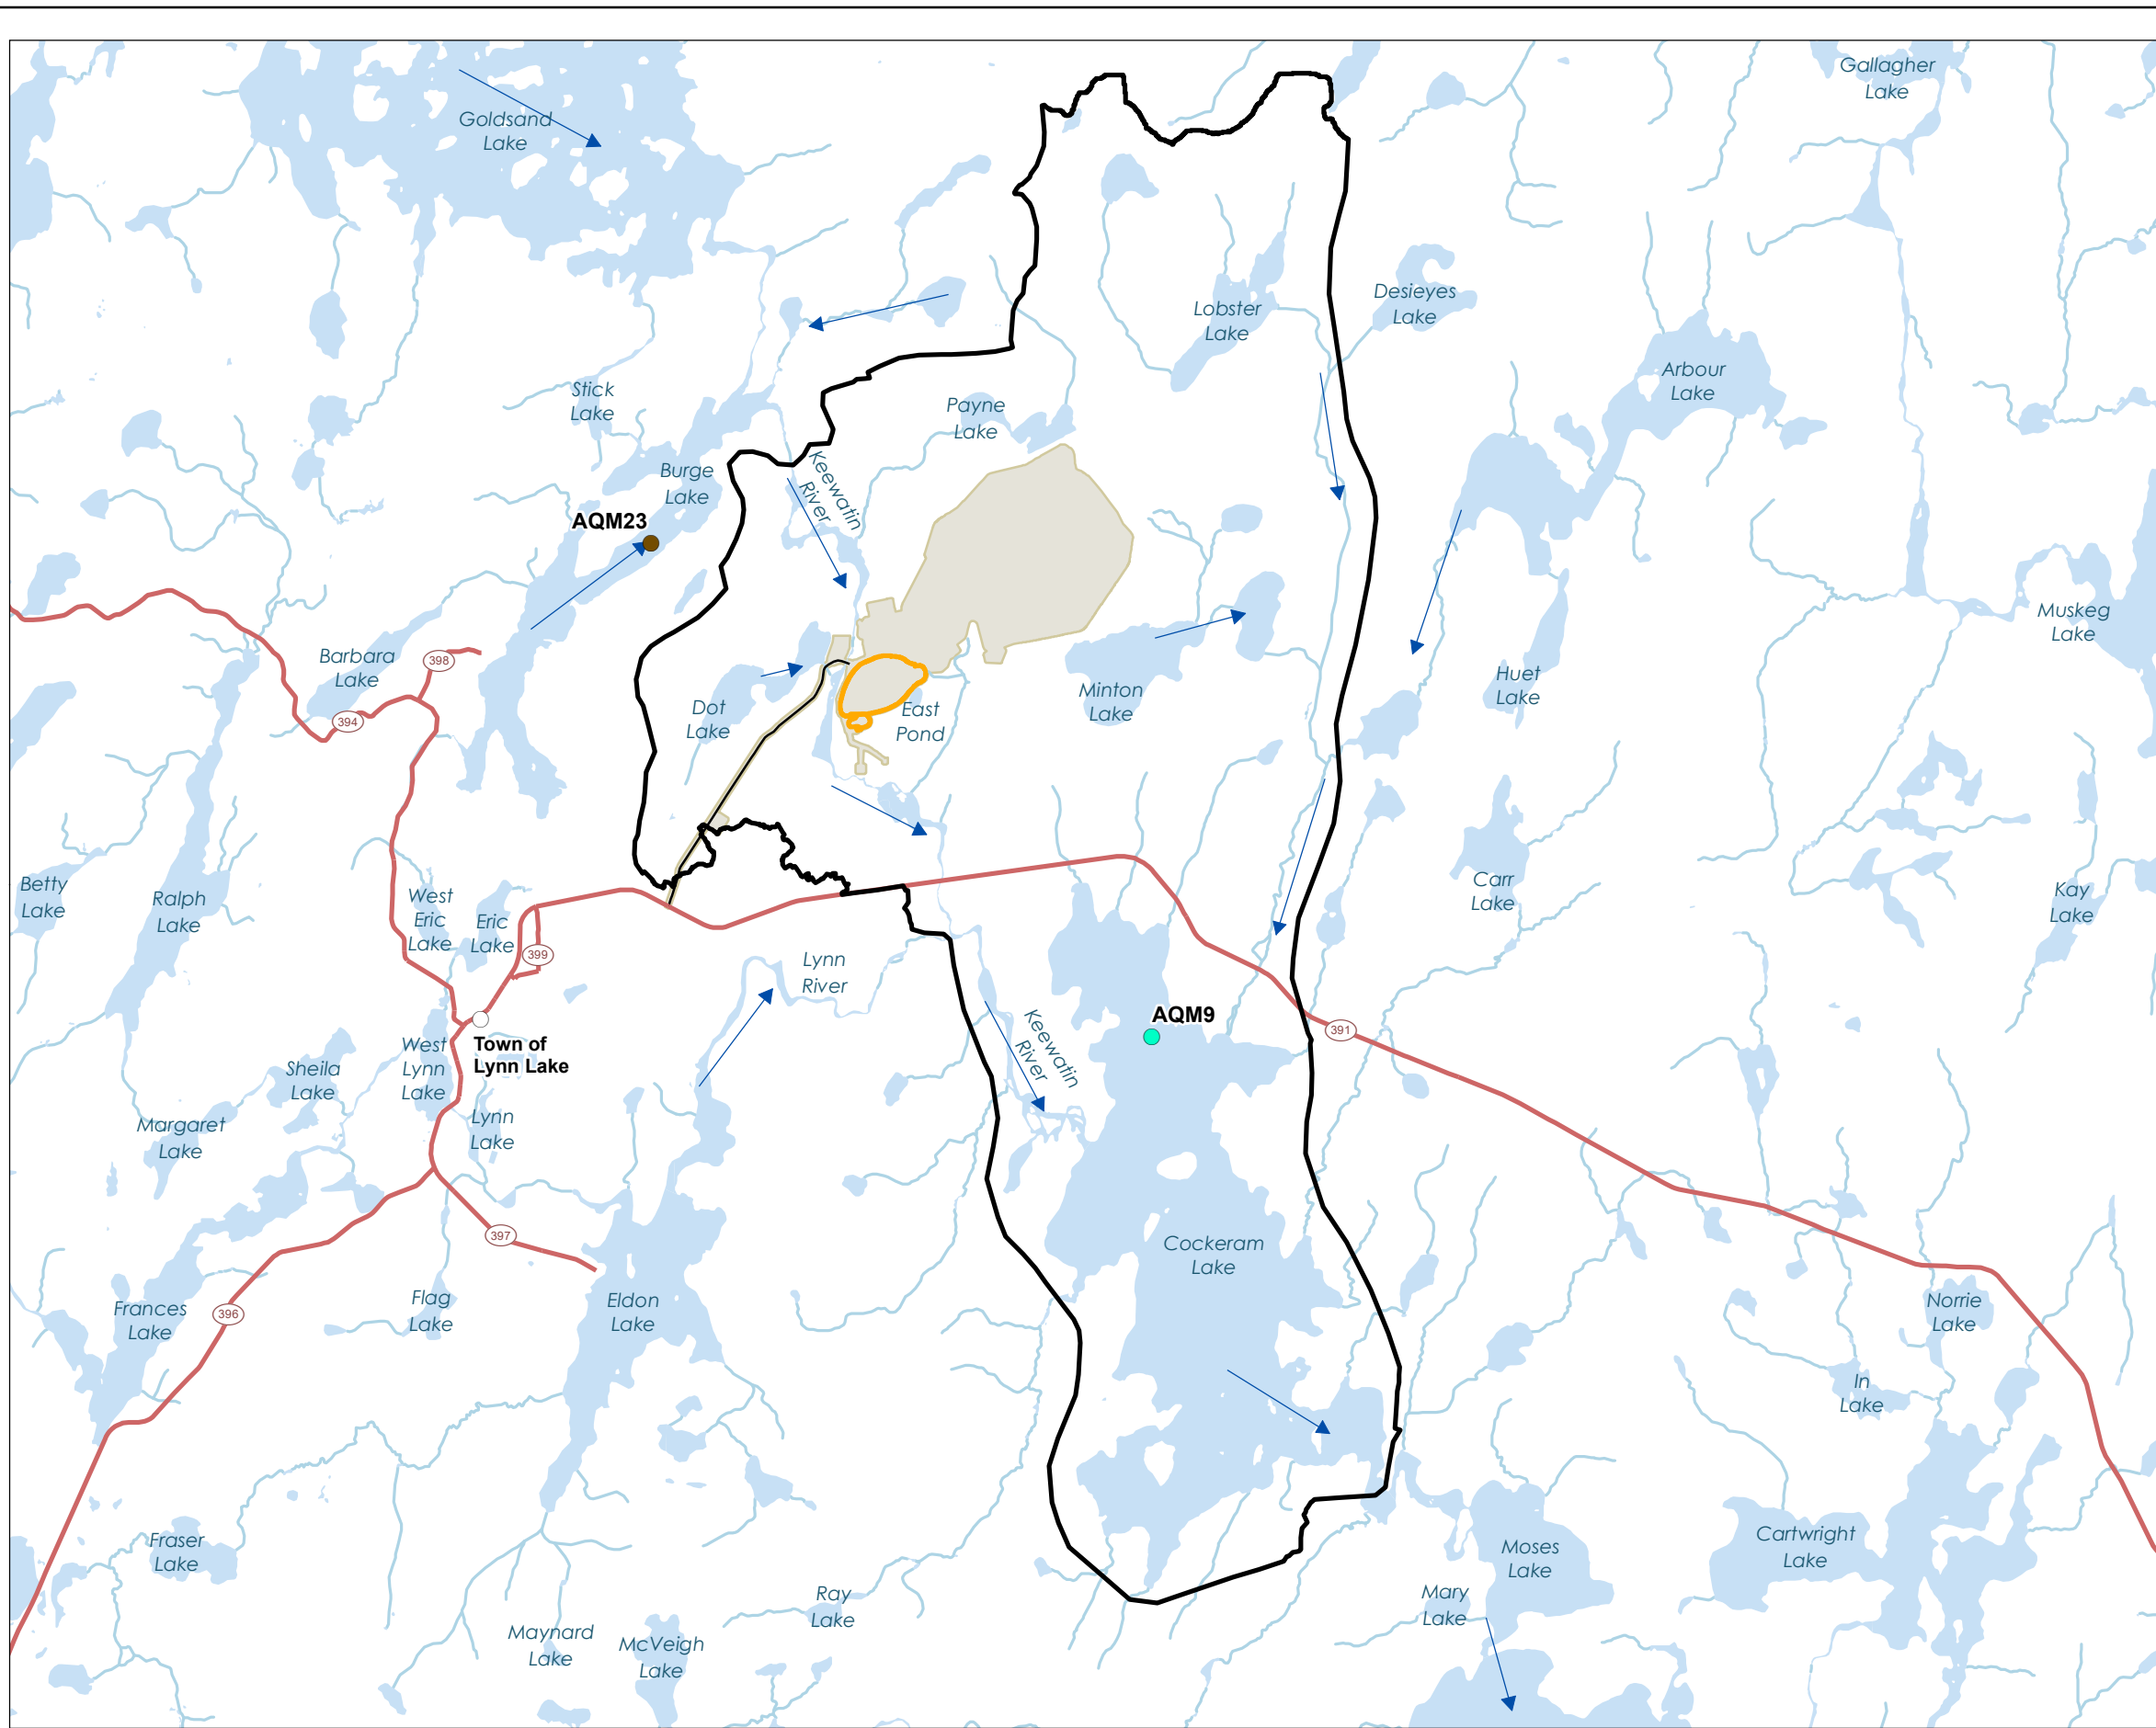 Gallagher
Lake
Goldsand
Lake
Lobster
Lake
Desieyes
Lake
Arbour
Lake
Stick
Lake
Payne
Lake
Burge
Lake
Keewatin
River
AQM23
Muskeg
Lake
Barbara
Lake
398
394
Huet
Lake
Minton
Lake
Dot
Lake
East
Pond
Betty
Lake
Ralph
Lake
West
Eric
Lake
Eric
Lake
399
Carr
Lake
Kay
Lake
Lynn
River
AQM9
391
Keewatin
River
Town of
Lynn Lake
West
Lynn
Lake
Sheila
Lake
Margaret
Lake
Lynn
Lake
397
Cockeram
Lake
Frances
Lake
396
Flag
Lake
Eldon
Lake
Norrie
Lake
In
Lake
Fraser
Lake
Moses
Lake
Cartwright
Lake
Mary
Lake
Ray
Lake
Maynard
Lake
McVeigh
Lake